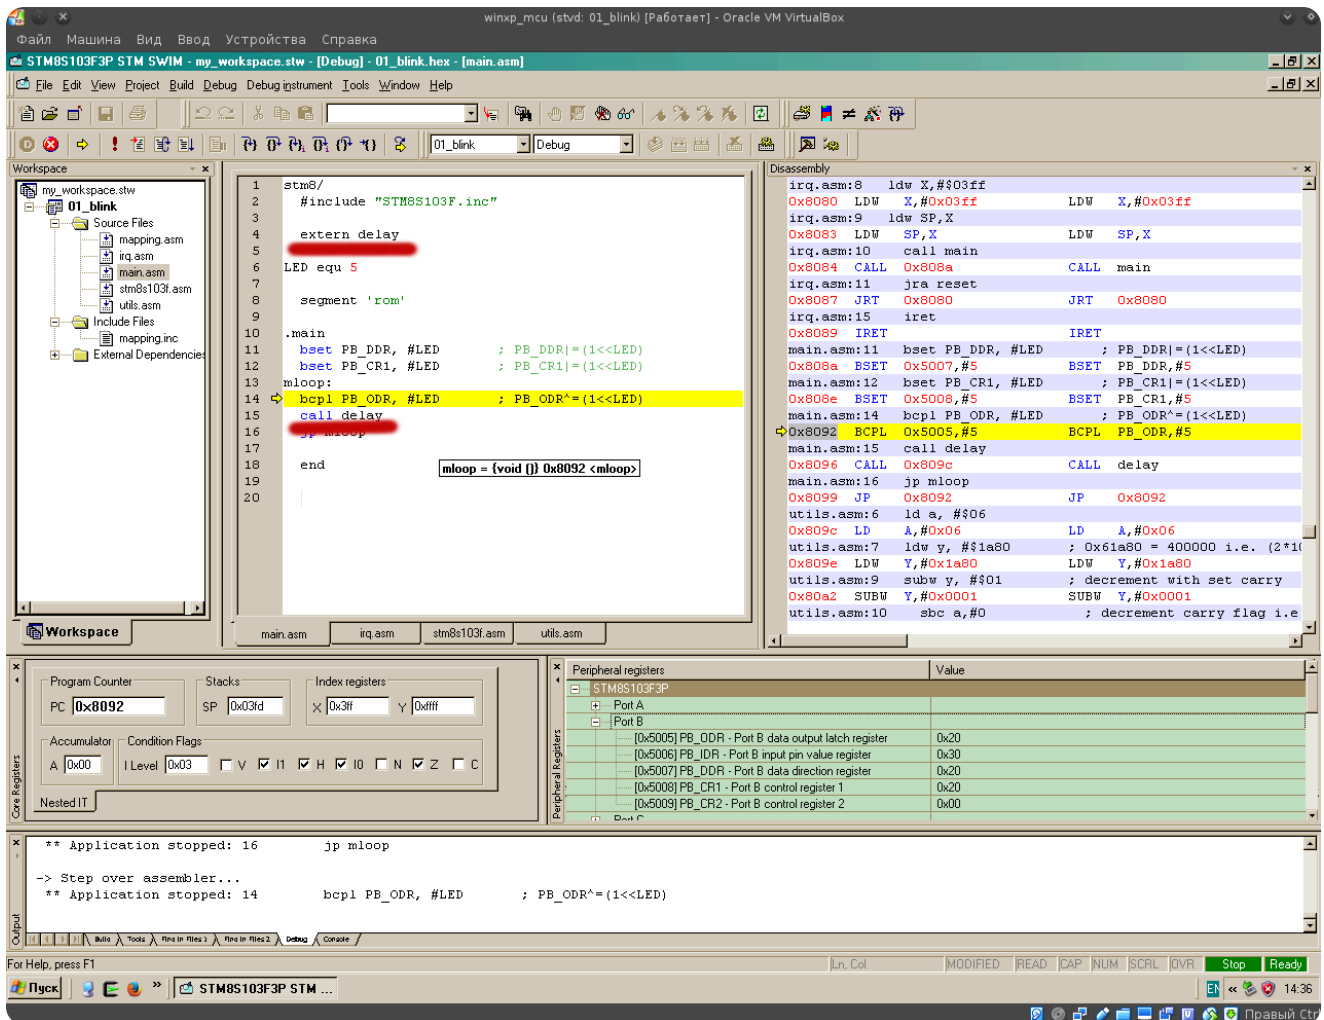 winxp_mcu (stvd: 01_blink) [Работает] - Oracle VM VirtualBox
Файл Машина Вид Ввод Устройства Справка
STM8S103F3P STM SWIM - my_workspace.stw - [Debug] - 01_blink.hex - [main.asm]
File Edit View Project Build Debug Debug instrument Tools Window Help
01_blink Debug
Workspace
my_workspace.stw
01_blink
Source Files
mapping.asm
irq.asm
main.asm
stm8s103f.asm
utils.asm
Include Files
mapping.inc
External Dependencies
Workspace
1 stm8/
2 #include "STM8S103F.inc"
3
4 extern delay
5
6 LED equ 5
7
8 segment 'rom'
9
10 .main
11 bset PB_DDR, #LED ; PB_DDR|=(1<<LED)
12 bset PB_CR1, #LED ; PB_CR1|=(1<<LED)
13 mloop:
14 bcpl PB_ODR, #LED ; PB_ODR^=(1<<LED)
15 call delay
16 jp mloop
17
18 end
19
20
mloop = {void ()} 0x8092 <mloop>
main.asm irq.asm stm8s103f.asm utils.asm
Disassembly
irq.asm:8 ldw X,#$03ff
0x8080 LDW X,#0x03ff LDW X,#0x03ff
irq.asm:9 ldw SP,X
0x8083 LDW SP,X LDW SP,X
irq.asm:10 call main
0x8084 CALL 0x808a CALL main
irq.asm:11 jra reset
0x8087 JRT 0x8080 JRT 0x8080
irq.asm:15 iret
0x8089 IRET IRET
main.asm:11 bset PB_DDR, #LED ; PB_DDR|=(1<<LED)
0x808a BSET 0x5007,#5 BSET PB_DDR,#5
main.asm:12 bset PB_CR1, #LED ; PB_CR1|=(1<<LED)
0x808e BSET 0x5008,#5 BSET PB_CR1,#5
main.asm:14 bcpl PB_ODR, #LED ; PB_ODR^=(1<<LED)
0x8092 BCPL 0x5005,#5 BCPL PB_ODR,#5
main.asm:15 call delay
0x8096 CALL 0x809c CALL delay
main.asm:16 jp mloop
0x8099 JP 0x8092 JP 0x8092
utils.asm:6 ld a, #$06
0x809c LD A,#0x06 LD A,#0x06
utils.asm:7 ldw y, #$1a80 ; 0x61a80 = 400000 i.e. (2*10
0x809e LDW Y,#0x1a80 LDW Y,#0x1a80
utils.asm:9 subw y, #$01 ; decrement with set carry
0x80a2 SUBW Y,#0x0001 SUBW Y,#0x0001
utils.asm:10 sbc a,#0 ; decrement carry flag i.e
Core Registers
Program Counter
PC 0x8092
Stacks
SP 0x03fd
Index registers
X 0x3ff Y 0xffff
Accumulator
A 0x00
Condition Flags
I Level 0x03 V I1 H I0 N Z C
Nested IT
Peripheral Registers
Peripheral registers Value
STM8S103F3P
Port A
Port B
[0x5005] PB_ODR - Port B data output latch register 0x20
[0x5006] PB_IDR - Port B input pin value register 0x30
[0x5007] PB_DDR - Port B data direction register 0x20
[0x5008] PB_CR1 - Port B control register 1 0x20
[0x5009] PB_CR2 - Port B control register 2 0x00
Port C
Output
** Application stopped: 16 jp mloop
-> Step over assembler...
** Application stopped: 14 bcpl PB_ODR, #LED ; PB_ODR^=(1<<LED)
Build Tools Find in Files 1 Find in Files 2 Debug Console
For Help, press F1
Ln, Col MODIFIED READ CAP NUM SCRL OVR Stop Ready
Пуск
STM8S103F3P STM ...
EN 14:36
Правый Ctrl